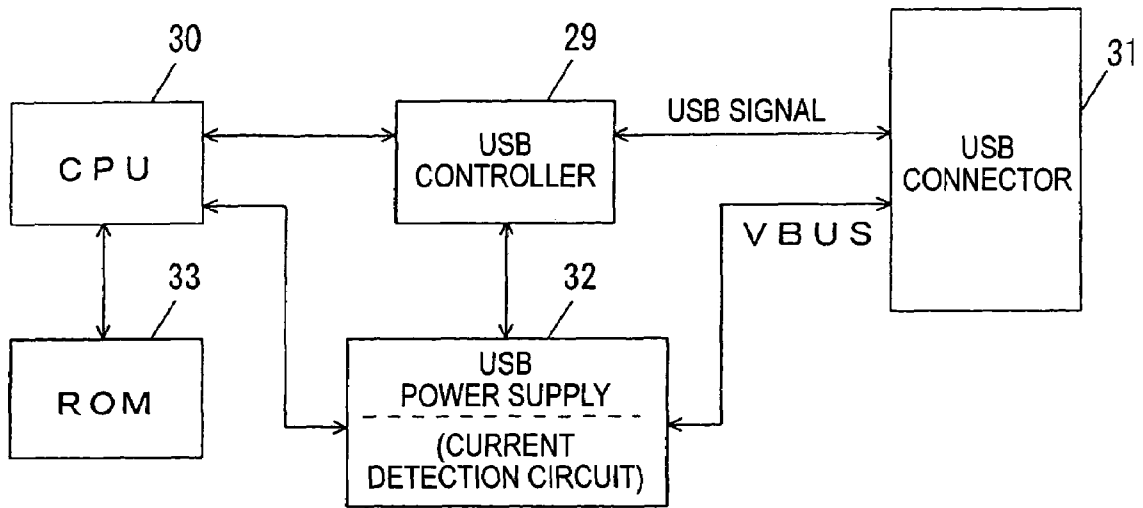 30
CPU
29
USB
CONTROLLER
USB SIGNAL
31
USB
CONNECTOR
VBUS
33
ROM
32
USB
POWER SUPPLY
(CURRENT
DETECTION CIRCUIT)